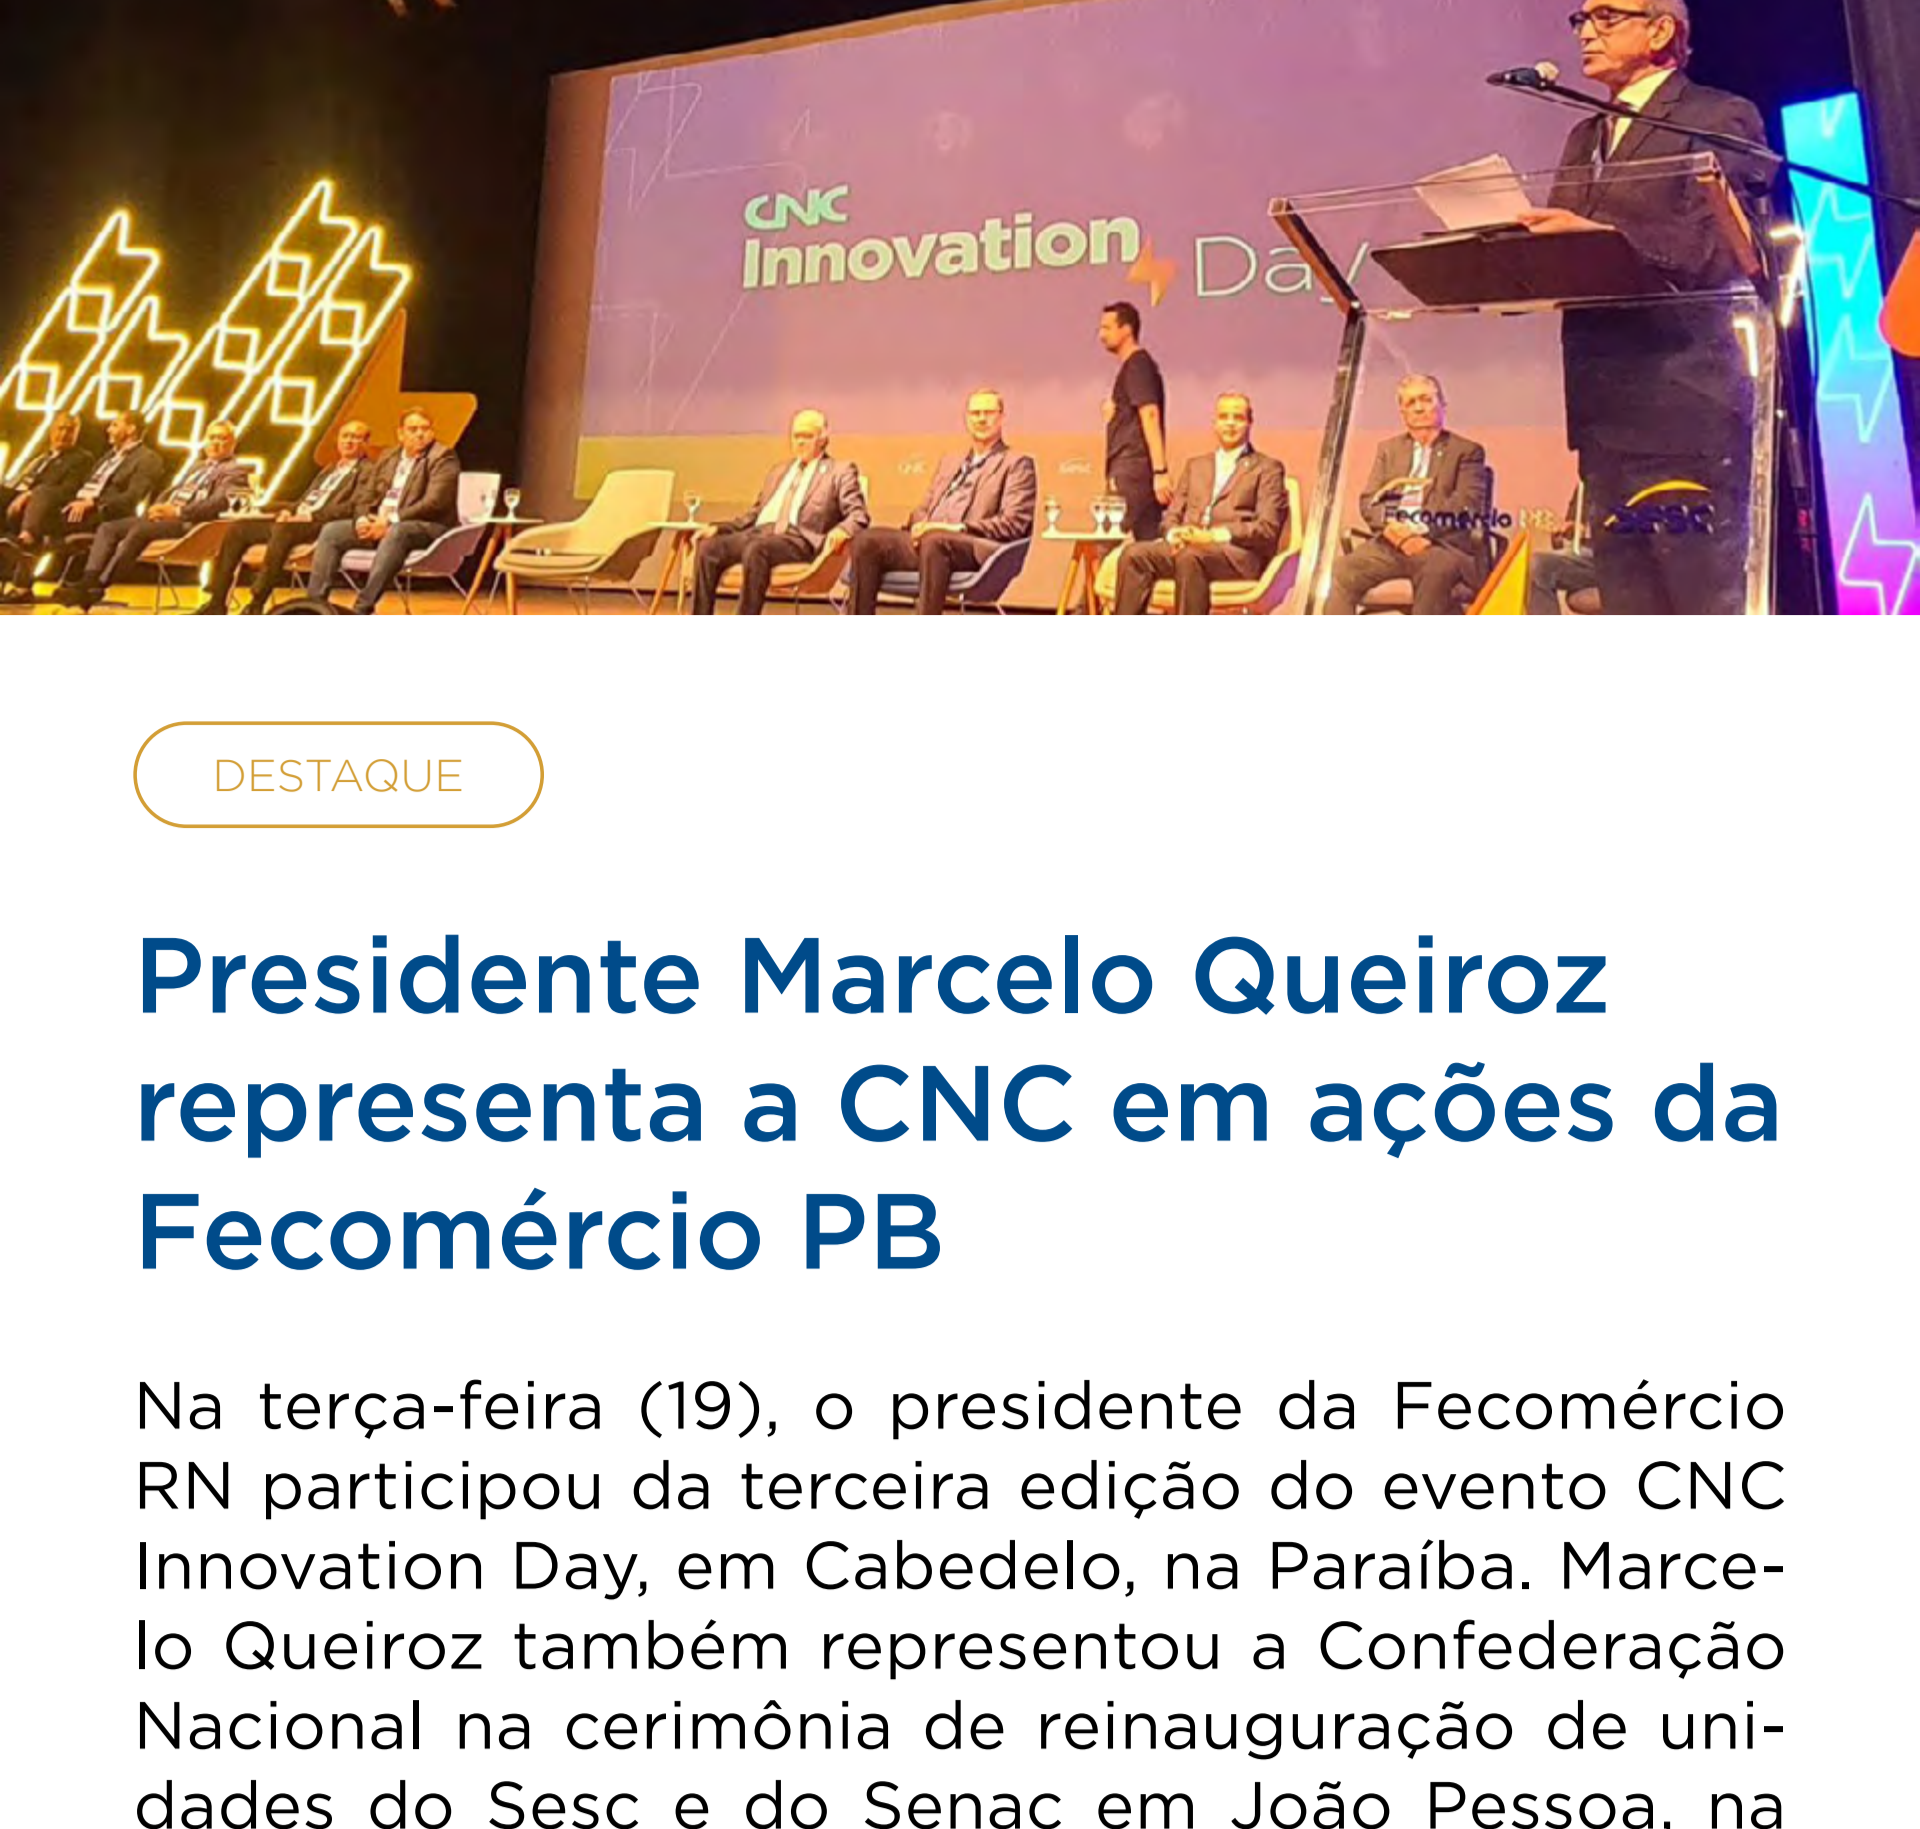 CNC
Innovation Day
Fecomércio
sesc
DESTAQUE
Presidente Marcelo Queiroz
representa a CNC em ações da
Fecomércio PB
Na terça-feira (19), o presidente da Fecomércio
RN participou da terceira edição do evento CNC
Innovation Day, em Cabedelo, na Paraíba. Marce-
lo Queiroz também representou a Confederação
Nacional na cerimônia de reinauguração de uni-
dades do Sesc e do Senac em João Pessoa, na